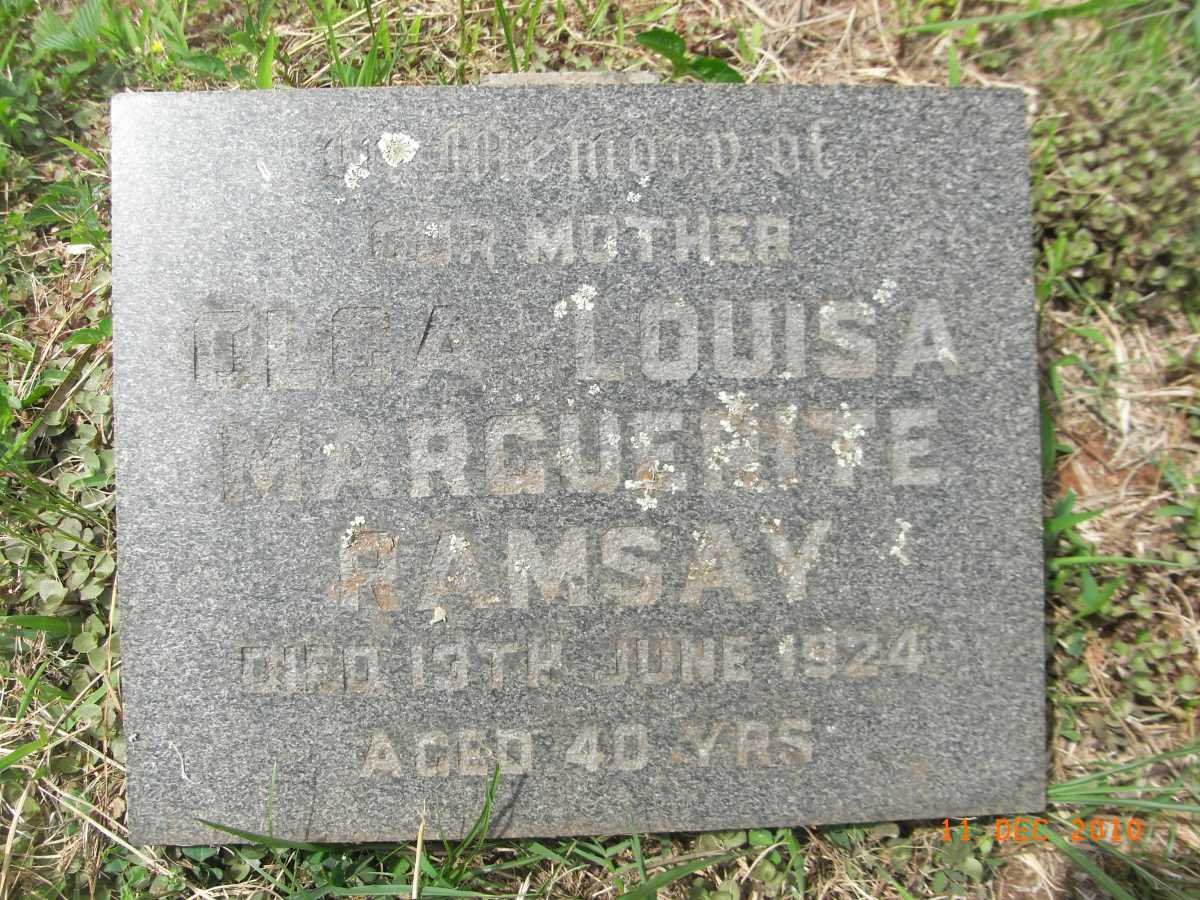 In Memory of
OUR MOTHER
OLGA LOUISA
MARGUERITE
RAMSAY
DIED 13TH JUNE 1924
AGED 40 YRS
11 DEC 2010